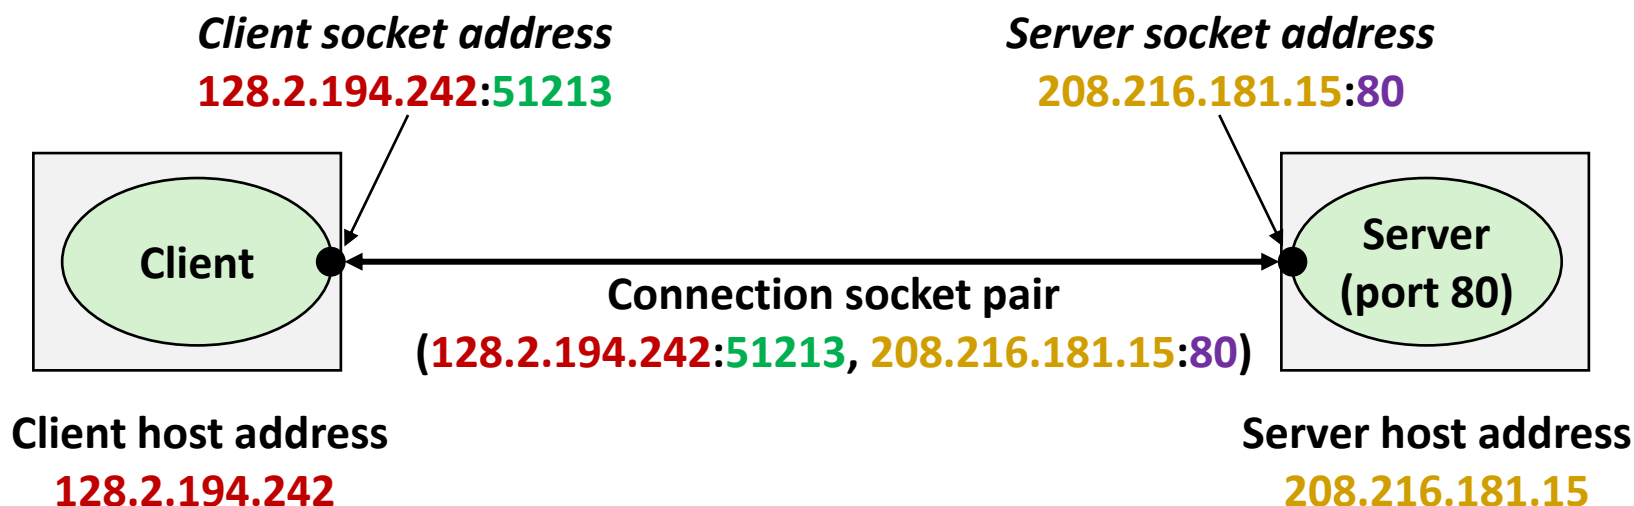 Client socket address
128.2.194.242:51213
Server socket address
208.216.181.15:80
Client
Server
(port 80)
Connection socket pair
(128.2.194.242:51213, 208.216.181.15:80)
Client host address
128.2.194.242
Server host address
208.216.181.15